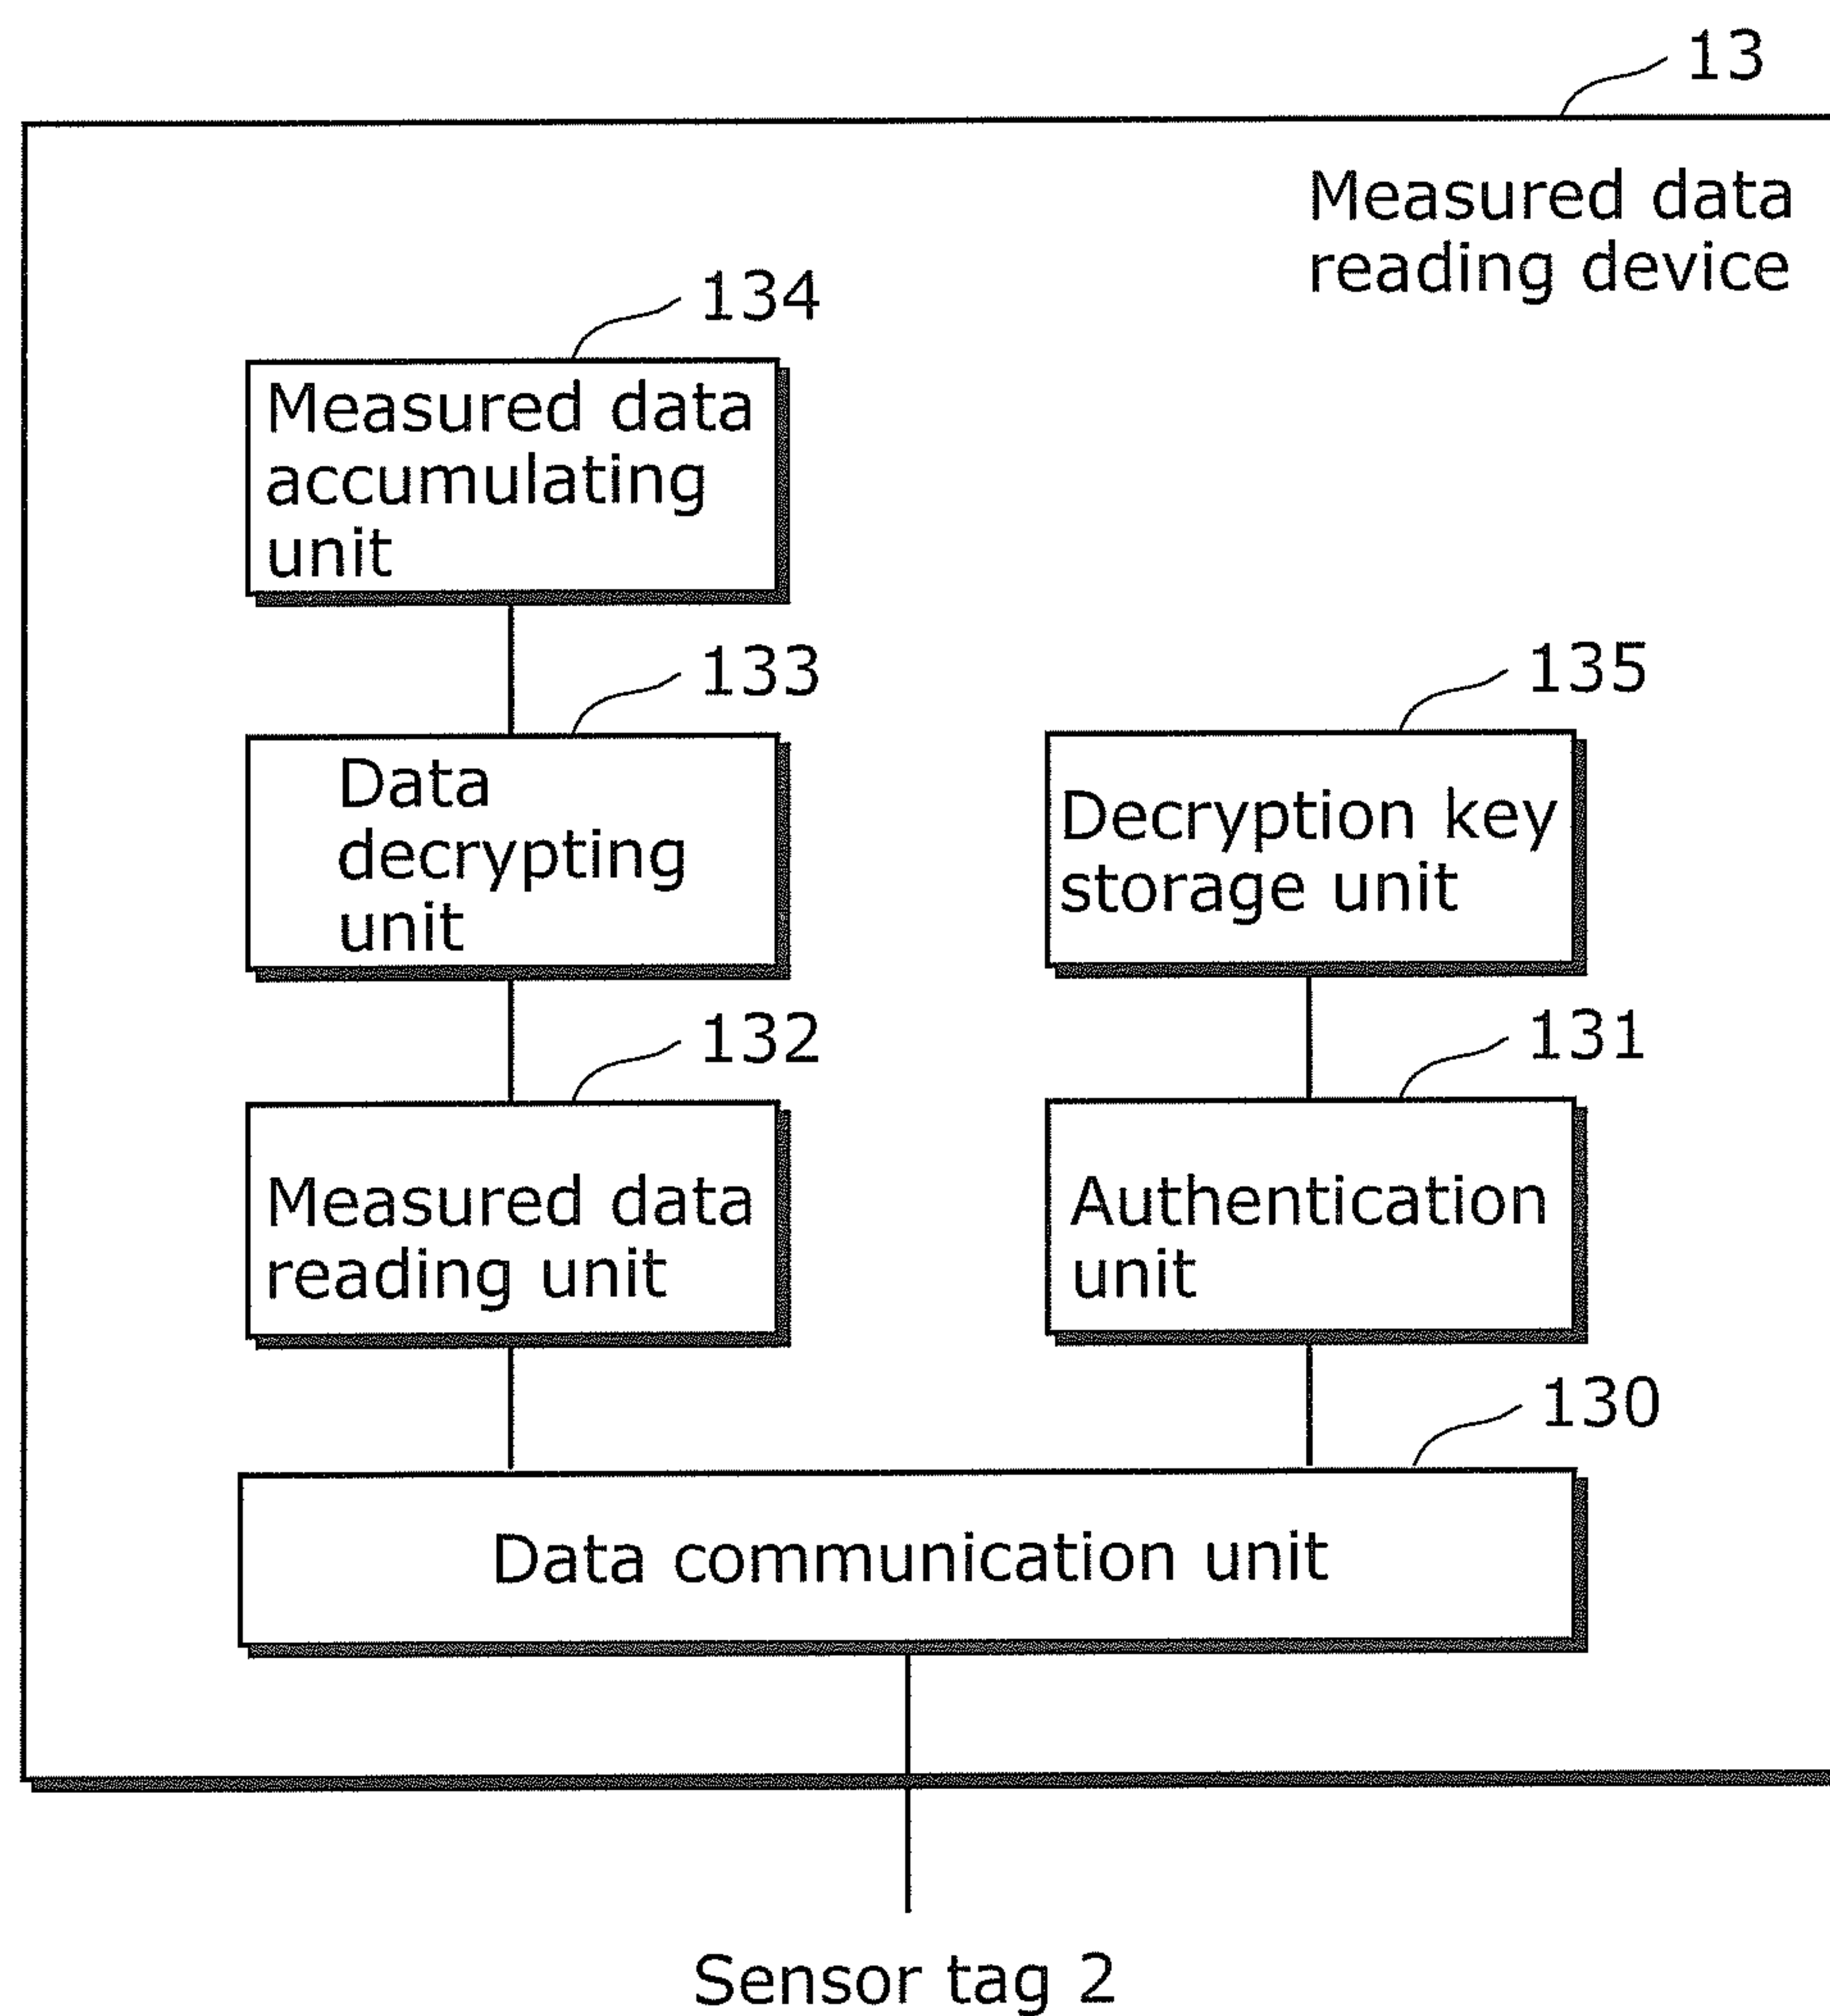 13
Measured data
reading device
134
Measured data
accumulating
unit
133
Data
decrypting
unit
135
Decryption key
storage unit
132
Measured data
reading unit
131
Authentication
unit
130
Data communication unit
Sensor tag 2